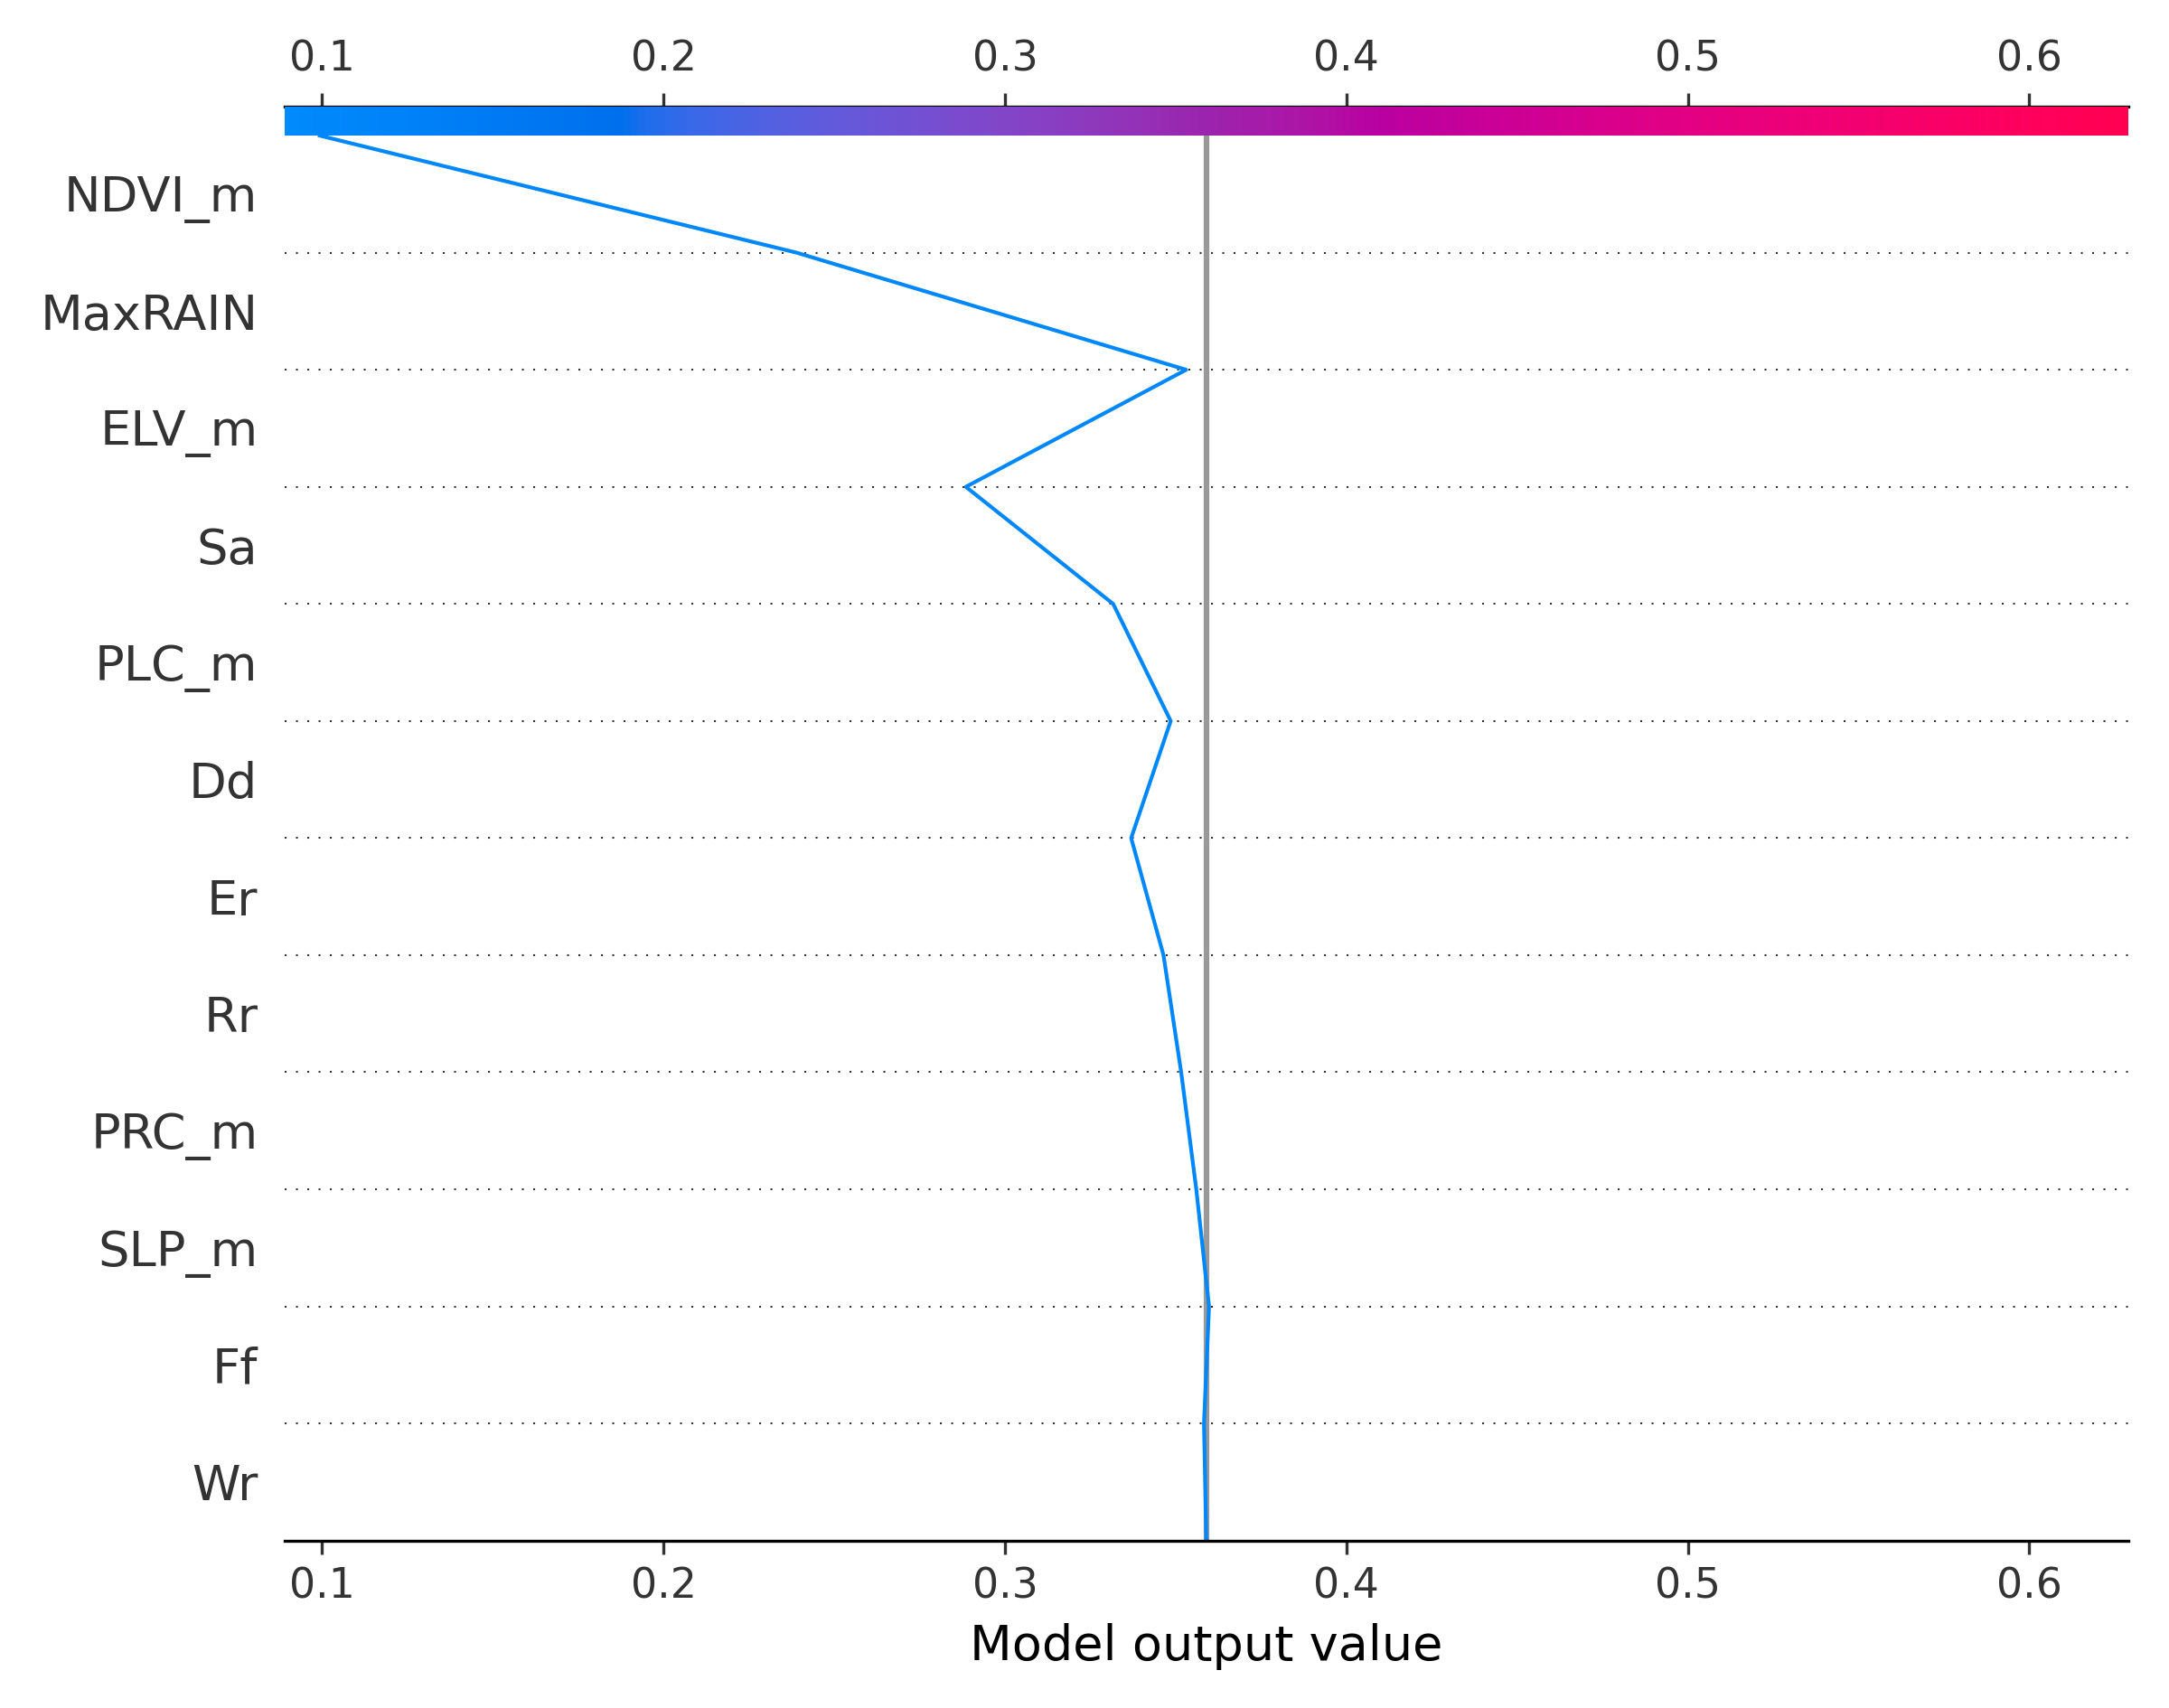 0.1 0.2 0.3 0.4 0.5 0.6
NDVI_m
MaxRAIN
ELV_m
Sa
PLC_m
Dd
Er
Rr
PRC_m
SLP_m
Ff
Wr
0.1 0.2 0.3 0.4 0.5 0.6
Model output value